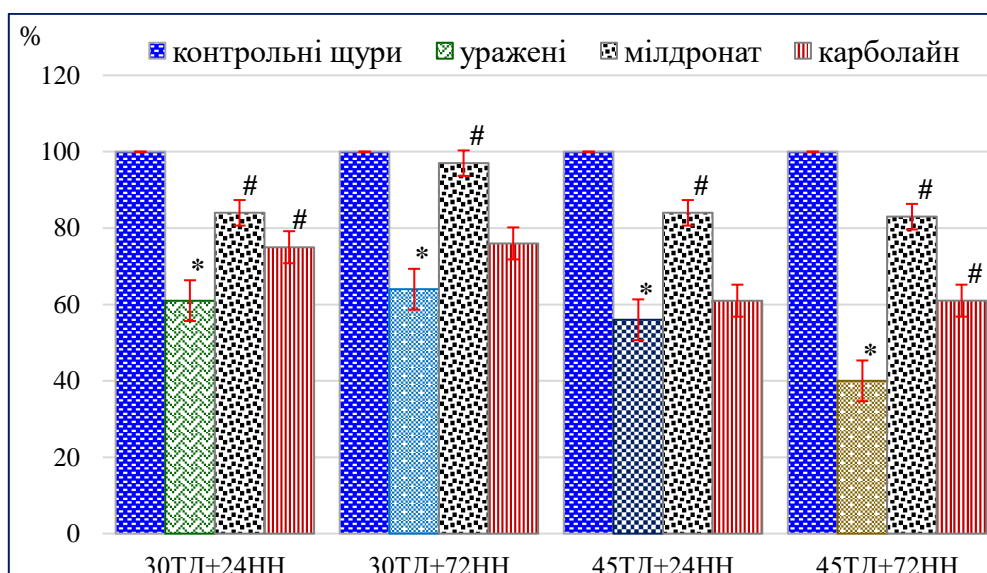 %
контрольні щури уражені мілдронат карболайн
120
100
80
60
40
20
0
* # #
* #
* #
* # #
30ТЛ+24НН 30ТЛ+72НН 45ТЛ+24НН 45ТЛ+72НН